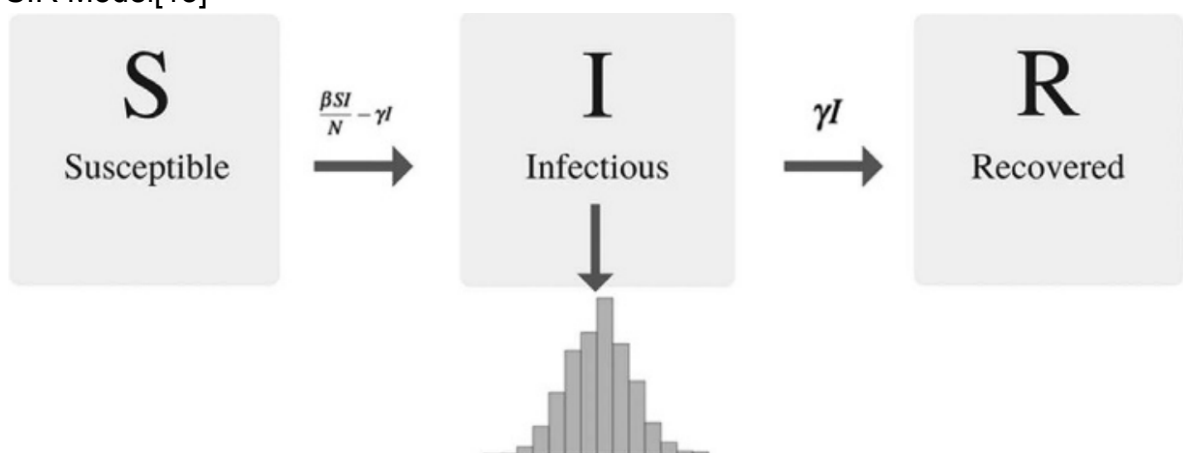 S
I
R
βSI/N − γI
γI
Susceptible
Infectious
Recovered